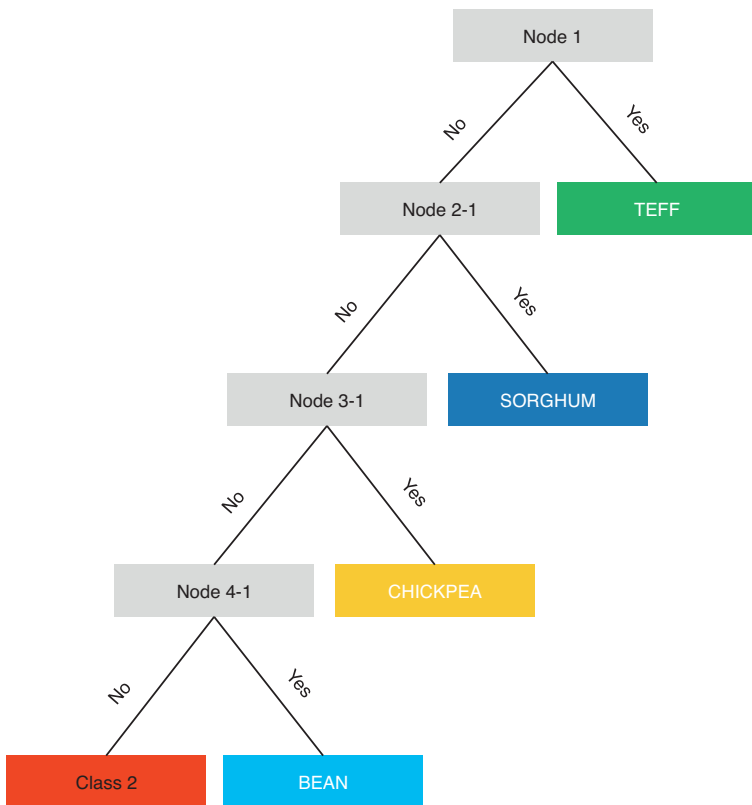 Node 1
No
Yes
Node 2-1
TEFF
No
Yes
Node 3-1
SORGHUM
No
Yes
Node 4-1
CHICKPEA
No
Yes
Class 2
BEAN